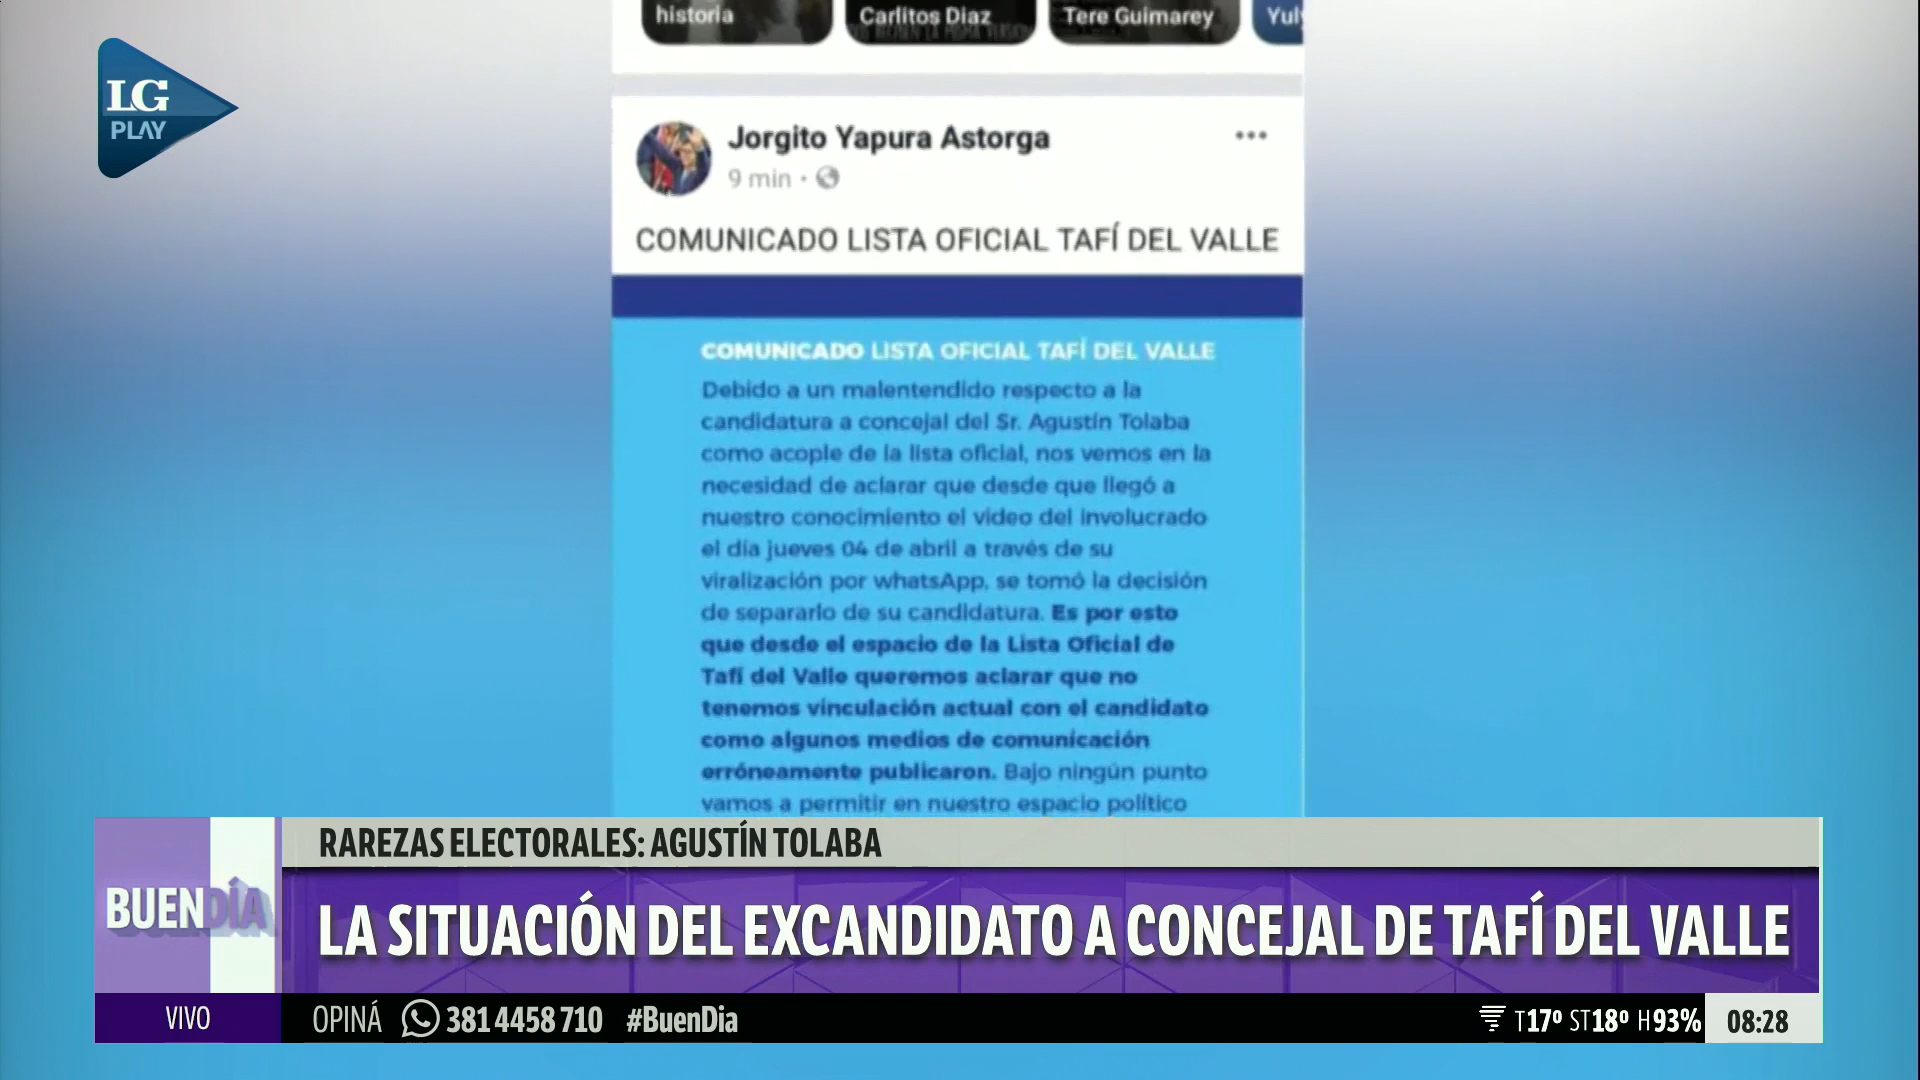 historia
Carlitos Diaz
Tere Guimarey
Yuly
LG
PLAY
Jorgito Yapura Astorga
9 min
COMUNICADO LISTA OFICIAL TAFÍ DEL VALLE
COMUNICADO LISTA OFICIAL TAFÍ DEL VALLE
Debido a un malentendido respecto a la
candidatura a concejal del Sr. Agustín Tolaba
como acople de la lista oficial, nos vemos en la
necesidad de aclarar que desde que llegó a
nuestro conocimiento el video del involucrado
el día jueves 04 de abril a través de su
viralización por whatsApp, se tomó la decisión
de separarlo de su candidatura. Es por esto
que desde el espacio de la Lista Oficial de
Tafí del Valle queremos aclarar que no
tenemos vinculación actual con el candidato
como algunos medios de comunicación
erróneamente publicaron. Bajo ningún punto
vamos a permitir en nuestro espacio político
RAREZAS ELECTORALES: AGUSTÍN TOLABA
BUENDÍA
LA SITUACIÓN DEL EXCANDIDATO A CONCEJAL DE TAFÍ DEL VALLE
VIVO
OPINÁ 381 4458 710 #BuenDia
T17º ST18º H93% 08:28